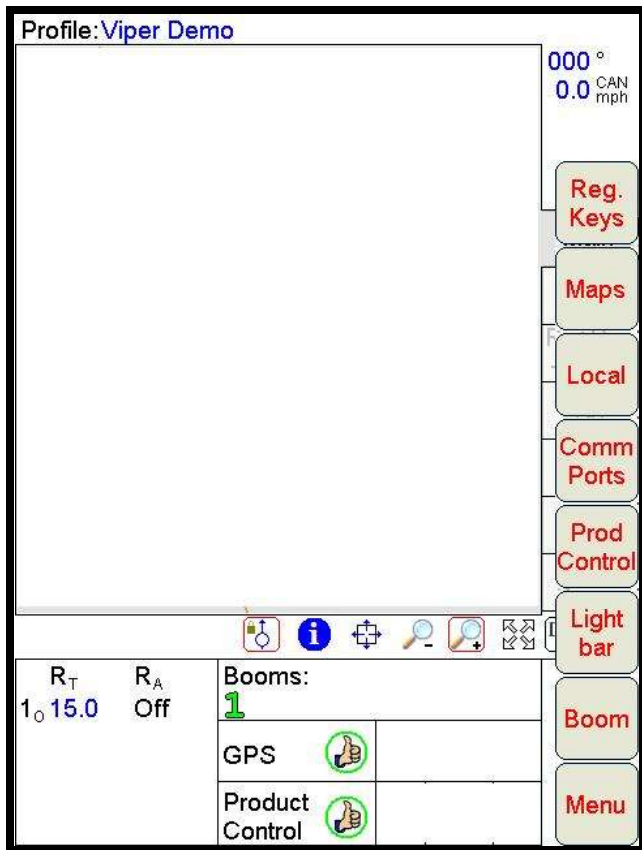 Profile:Viper Demo
000 °
0.0 CAN mph
Reg.
Keys
Maps
Local
Comm
Ports
Prod
Control
Light
bar
Boom
Menu
i
RT RA
1O 15.0 Off
Booms:
1
GPS
Product
Control